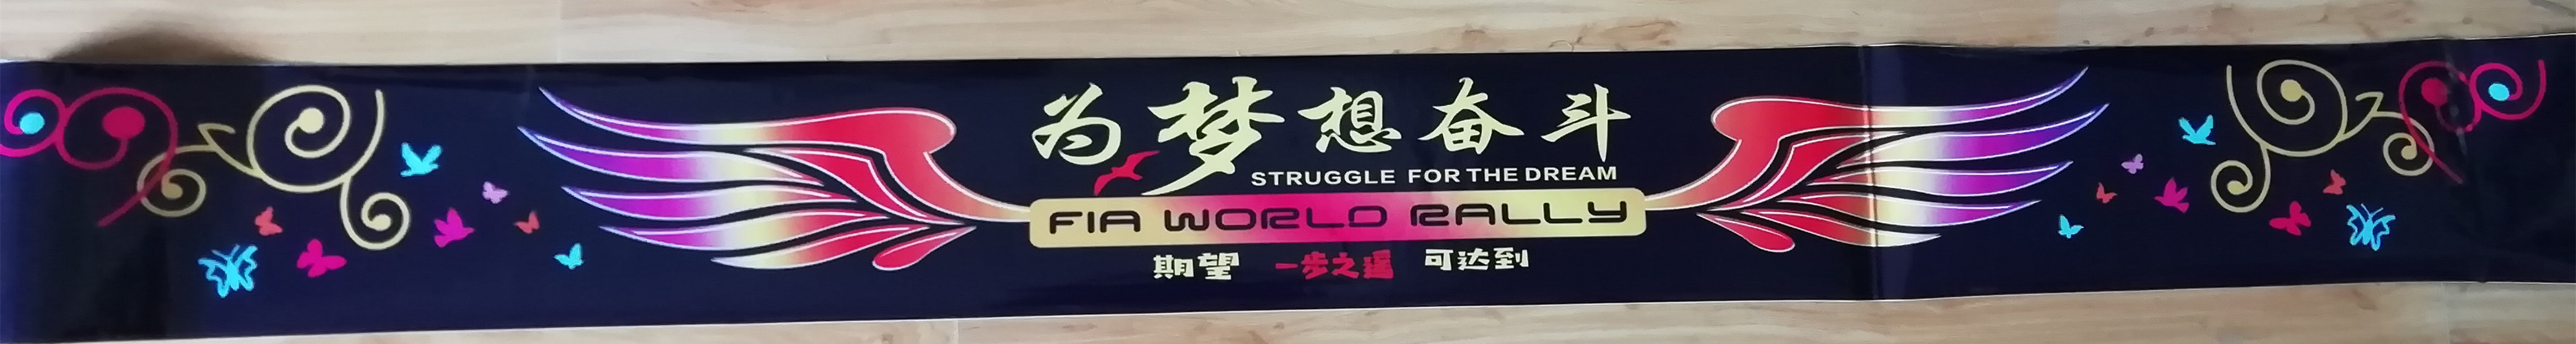 为梦想奋斗
STRUGGLE FOR THE DREAM
FIA WORLD RALLY
期望 一步之遥 可达到